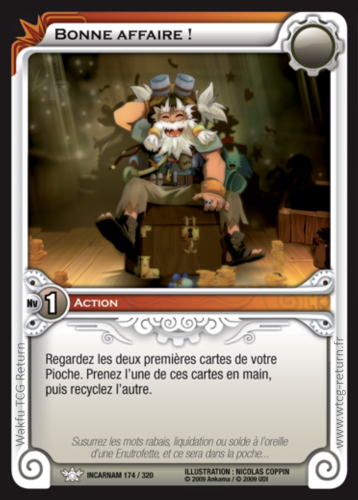 BONNE AFFAIRE !
Nv 1 ACTION
Regardez les deux premières cartes de votre
Pioche. Prenez l'une de ces cartes en main,
puis recyclez l'autre.
Susurrez les mots rabais, liquidation ou solde à l'oreille
d'une Enutrofette, et ce sera dans la poche...
INCARNAM 174 / 320
ILLUSTRATION : NICOLAS COPPIN
© 2009 Ankama / © 2009 UDI
Wakfu TCG Return
www.wtcg-return.fr